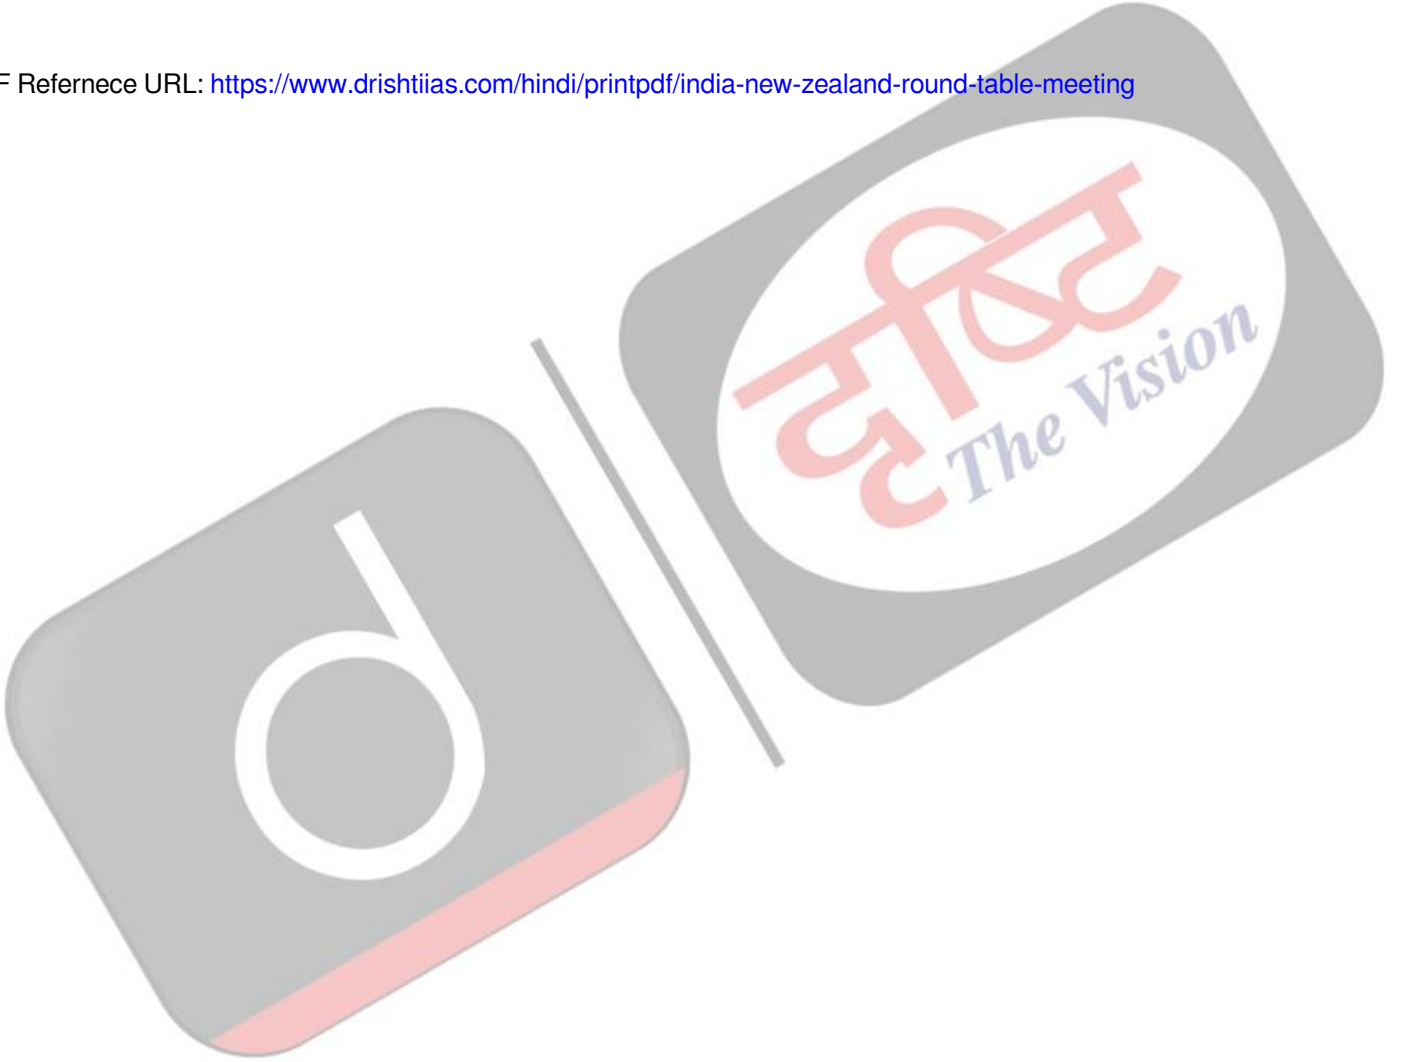 F Refernece URL: https://www.drishtiias.com/hindi/printpdf/india-new-zealand-round-table-meeting
दृष्टि
The Vision
d